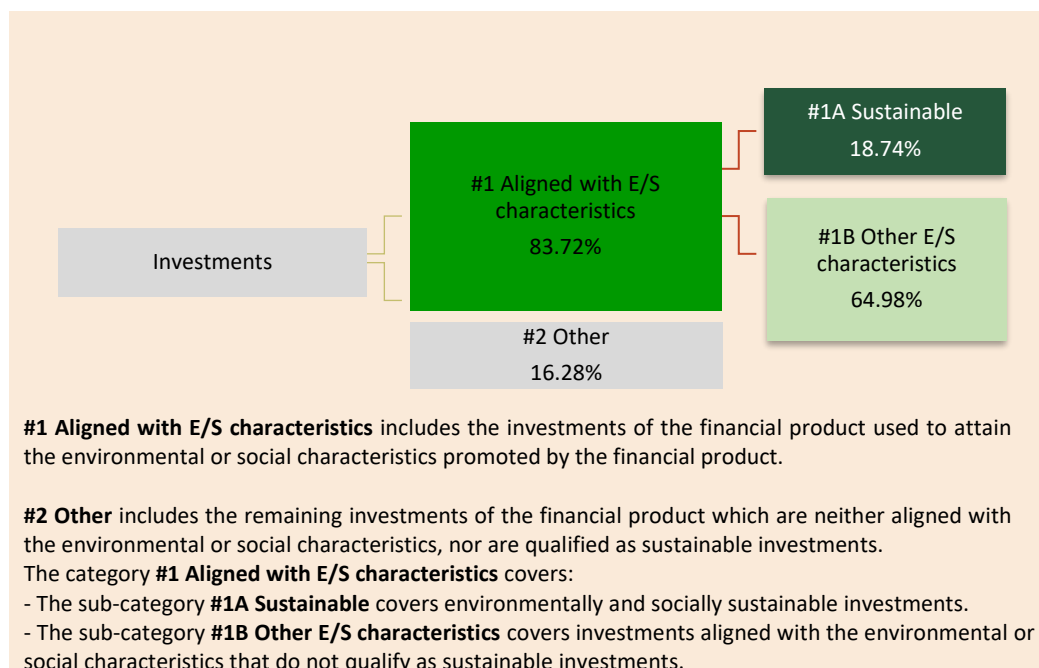 #1A Sustainable
18.74%
#1 Aligned with E/S
characteristics
83.72%
#1B Other E/S
characteristics
64.98%
Investments
#2 Other
16.28%
#1 Aligned with E/S characteristics includes the investments of the financial product used to attain
the environmental or social characteristics promoted by the financial product.
#2 Other includes the remaining investments of the financial product which are neither aligned with
the environmental or social characteristics, nor are qualified as sustainable investments.
The category #1 Aligned with E/S characteristics covers:
- The sub-category #1A Sustainable covers environmentally and socially sustainable investments.
- The sub-category #1B Other E/S characteristics covers investments aligned with the environmental or
social characteristics that do not qualify as sustainable investments.